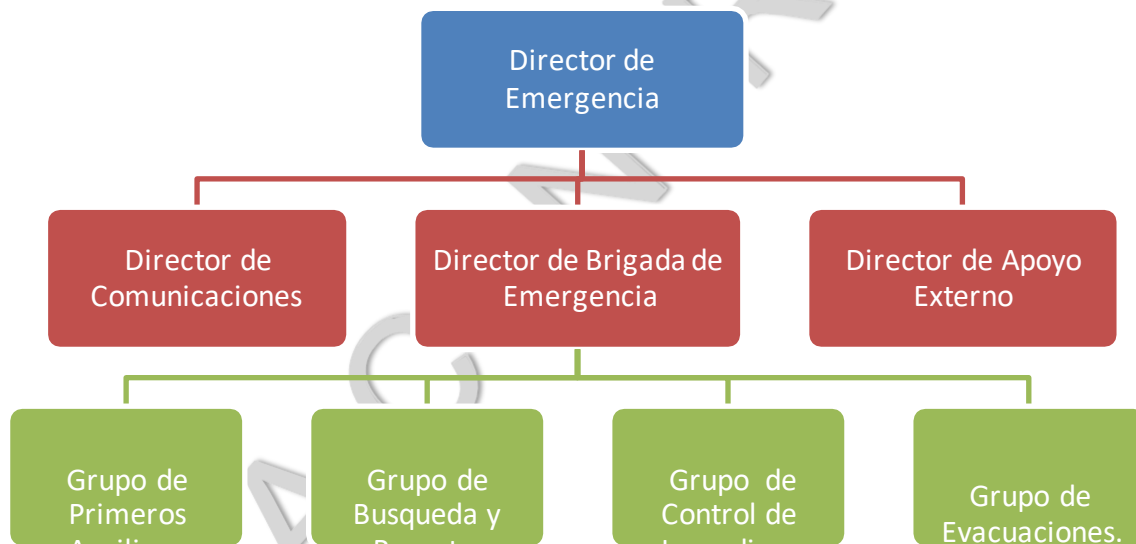 Director de
Emergencia
Director de
Comunicaciones
Director de Brigada de
Emergencia
Director de Apoyo
Externo
Grupo de
Primeros
Grupo de
Busqueda y
Grupo de
Control de
Grupo de
Evacuaciones.